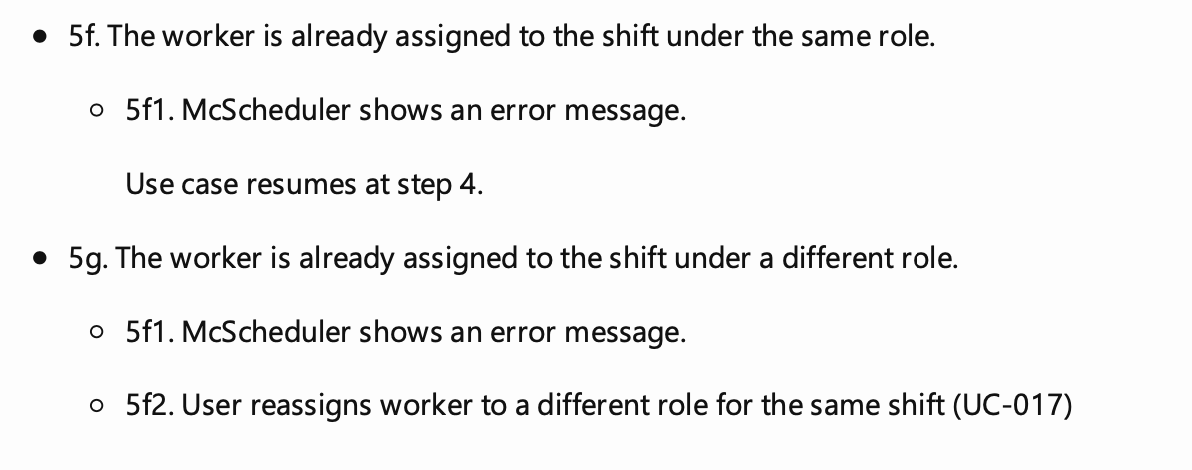 • 5f. The worker is already assigned to the shift under the same role.
○ 5f1. McScheduler shows an error message.
Use case resumes at step 4.
• 5g. The worker is already assigned to the shift under a different role.
○ 5f1. McScheduler shows an error message.
○ 5f2. User reassigns worker to a different role for the same shift (UC-017)